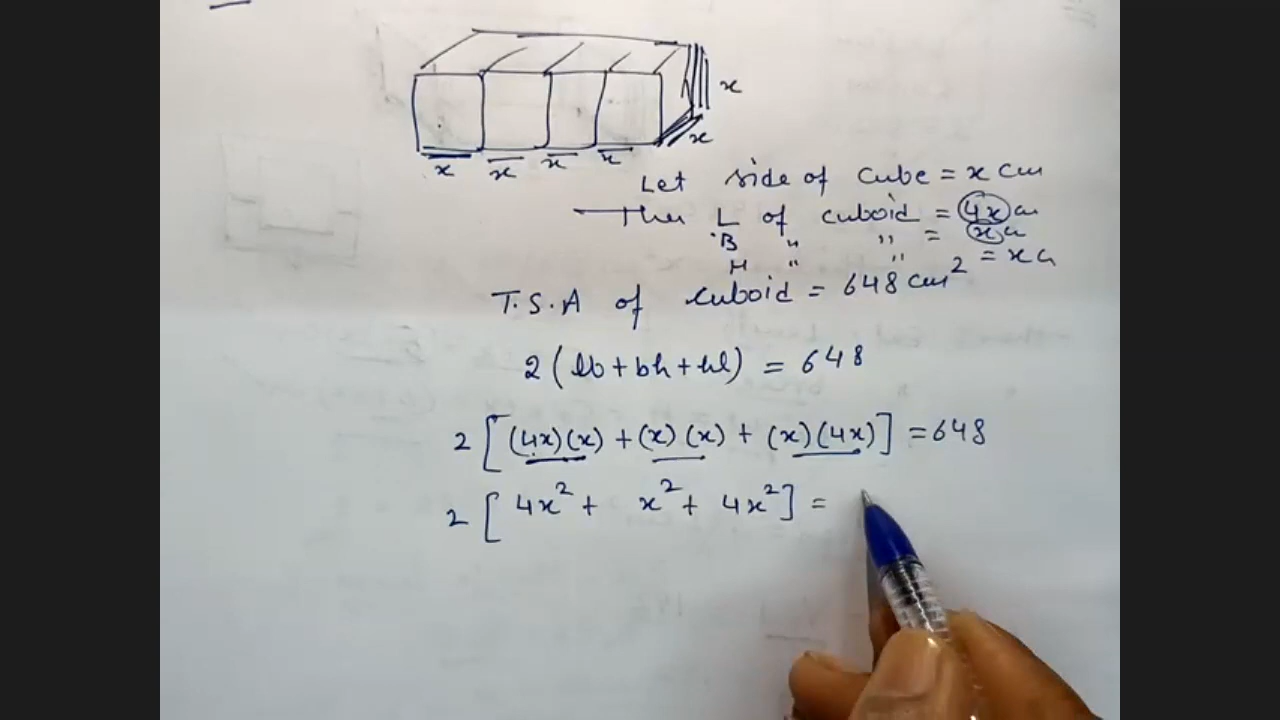 x
x
x x x x
Let side of cube = x cm
Then L of cuboid = 4x cm
B " " = x cm
H " " = x cm
T.S.A of cuboid = 648 cm²
2 (lb + bh + hl) = 648
2 [(4x)(x) + (x)(x) + (x)(4x)] = 648
2 [4x² + x² + 4x²] =